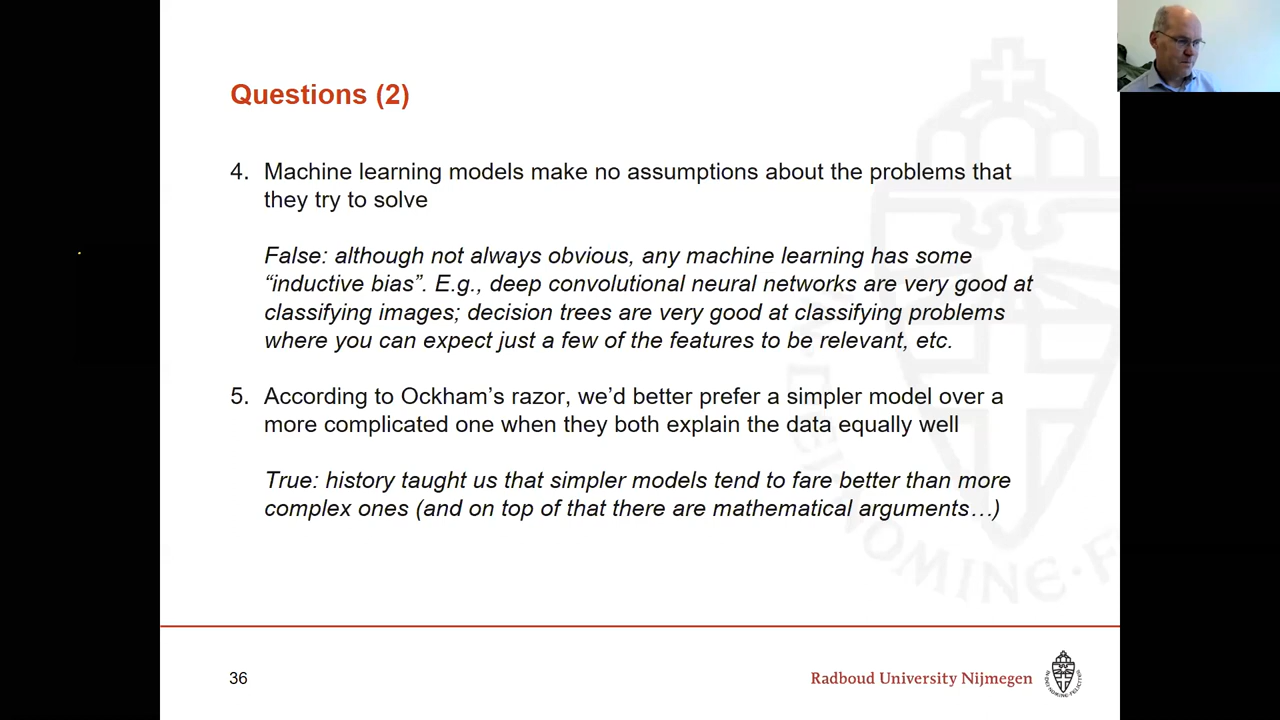 Questions (2)
4. Machine learning models make no assumptions about the problems that
they try to solve
False: although not always obvious, any machine learning has some
“inductive bias”. E.g., deep convolutional neural networks are very good at
classifying images; decision trees are very good at classifying problems
where you can expect just a few of the features to be relevant, etc.
5. According to Ockham’s razor, we’d better prefer a simpler model over a
more complicated one when they both explain the data equally well
True: history taught us that simpler models tend to fare better than more
complex ones (and on top of that there are mathematical arguments…)
36
Radboud University Nijmegen